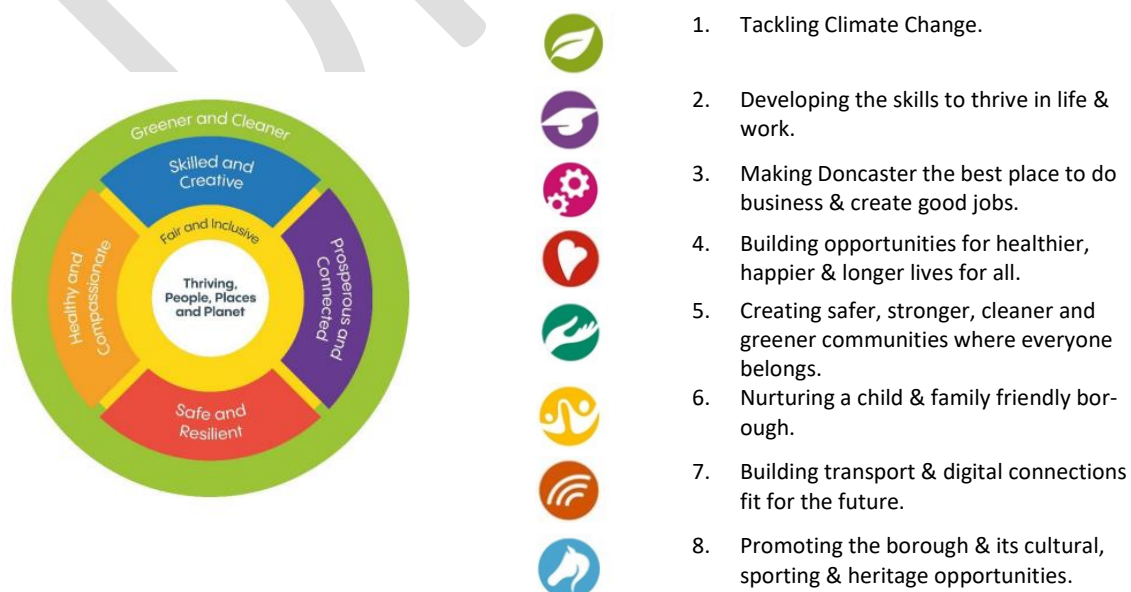 Greener and Cleaner
Skilled and
Creative
Fair and Inclusive
Healthy and
Compassionate
Thriving,
People, Places
and Planet
Prosperous and
Connected
Safe and
Resilient
1. Tackling Climate Change.
2. Developing the skills to thrive in life &
work.
3. Making Doncaster the best place to do
business & create good jobs.
4. Building opportunities for healthier,
happier & longer lives for all.
5. Creating safer, stronger, cleaner and
greener communities where everyone
belongs.
6. Nurturing a child & family friendly bor-
ough.
7. Building transport & digital connections
fit for the future.
8. Promoting the borough & its cultural,
sporting & heritage opportunities.